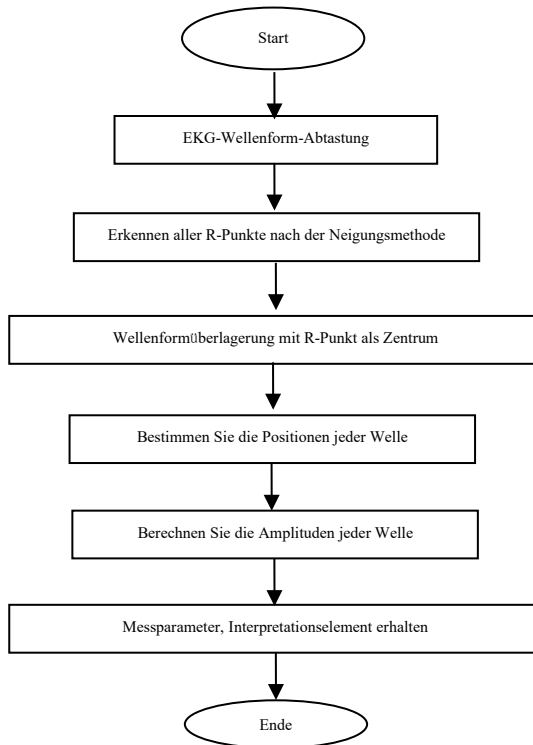 Start
EKG-Wellenform-Abtastung
Erkennen aller R-Punkte nach der Neigungsmethode
Wellenformüberlagerung mit R-Punkt als Zentrum
Bestimmen Sie die Positionen jeder Welle
Berechnen Sie die Amplituden jeder Welle
Messparameter, Interpretationselement erhalten
Ende